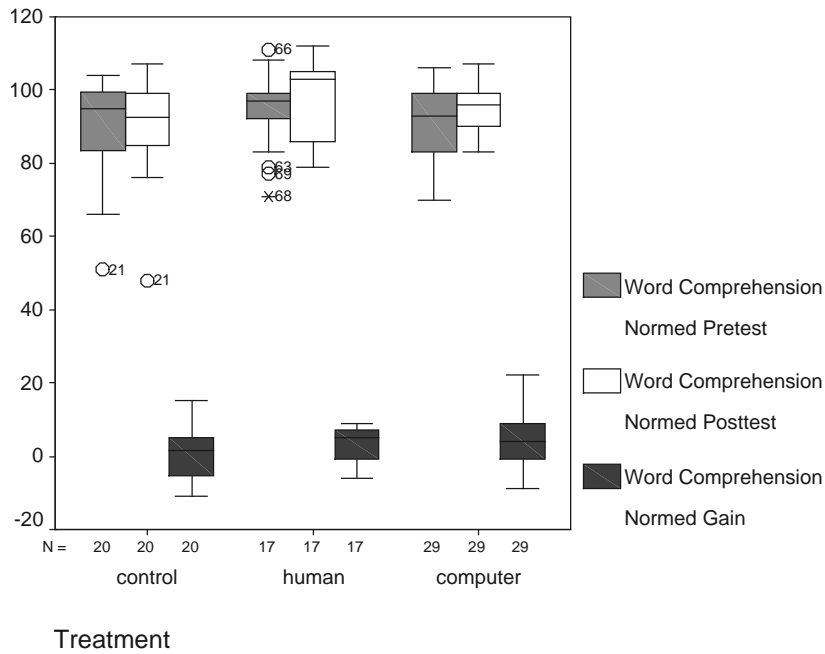 120
100
80
60
40
20
0
-20
66
63
69
68
21
21
N = 20 20 20 17 17 17 29 29 29
control human computer
Treatment
Word Comprehension
Normed Pretest
Word Comprehension
Normed Posttest
Word Comprehension
Normed Gain